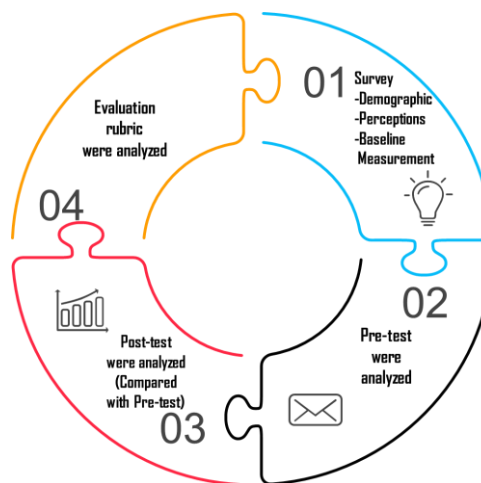 01
Survey
-Demographic
-Perceptions
-Baseline
Measurement
02
Pre-test
were
analyzed
03
Post-test
were analyzed
(Compared
with Pre-test)
04
Evaluation
rubric
were analyzed